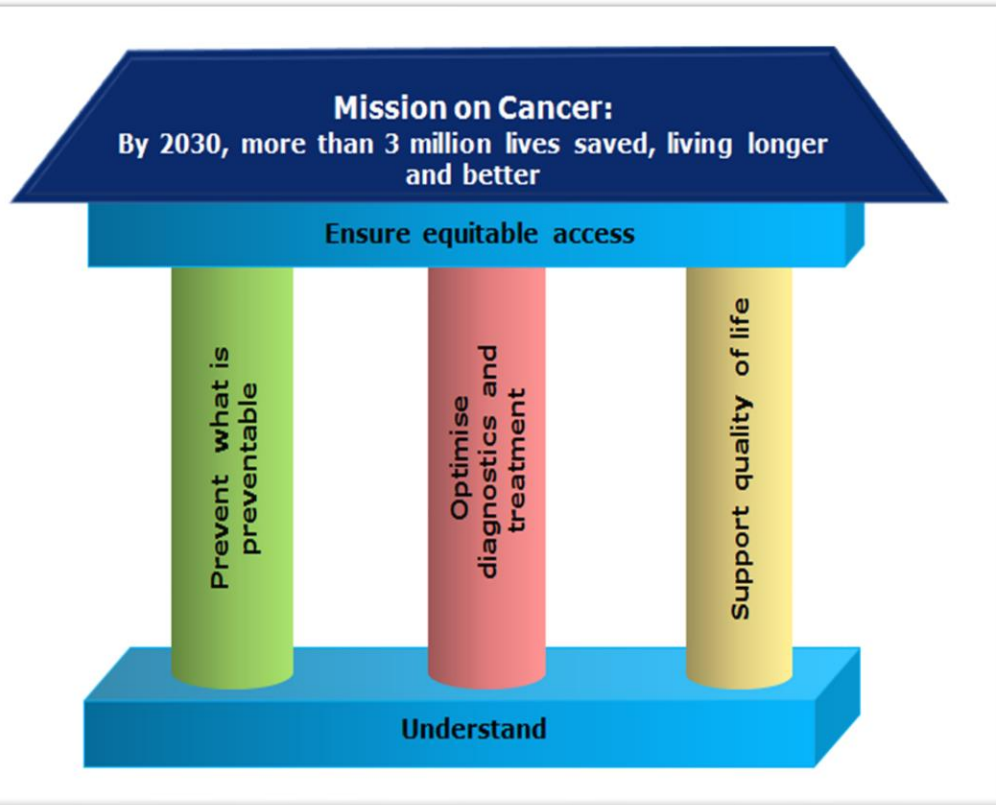 Mission on Cancer:
By 2030, more than 3 million lives saved, living longer
and better
Ensure equitable access
Prevent what is
preventable
Optimise
diagnostics and
treatment
Support quality of life
Understand